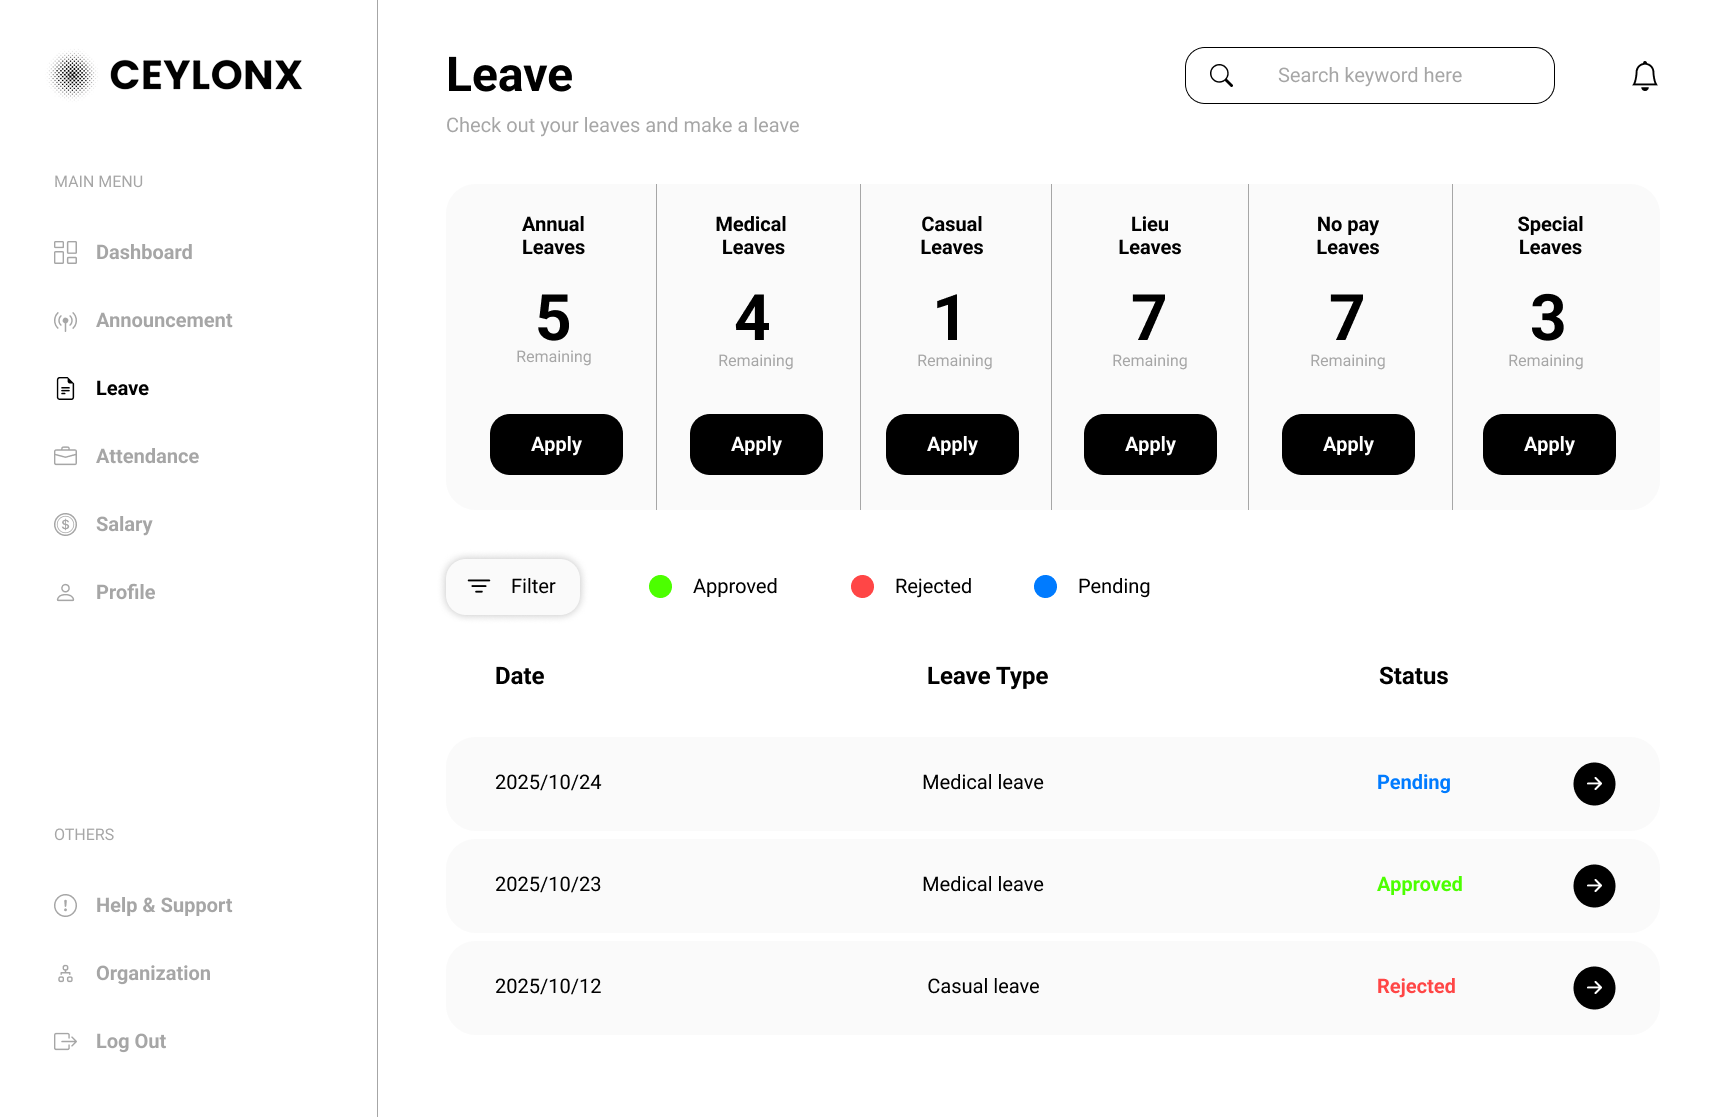 CEYLONX
MAIN MENU
Dashboard
Announcement
Leave
Attendance
Salary
Profile
OTHERS
Help & Support
Organization
Log Out
Leave
Check out your leaves and make a leave
Search keyword here
Annual
Leaves
5
Remaining
Apply
Medical
Leaves
4
Remaining
Apply
Casual
Leaves
1
Remaining
Apply
Lieu
Leaves
7
Remaining
Apply
No pay
Leaves
7
Remaining
Apply
Special
Leaves
3
Remaining
Apply
Filter
Approved
Rejected
Pending
Date Leave Type Status
2025/10/24 Medical leave Pending
2025/10/23 Medical leave Approved
2025/10/12 Casual leave Rejected